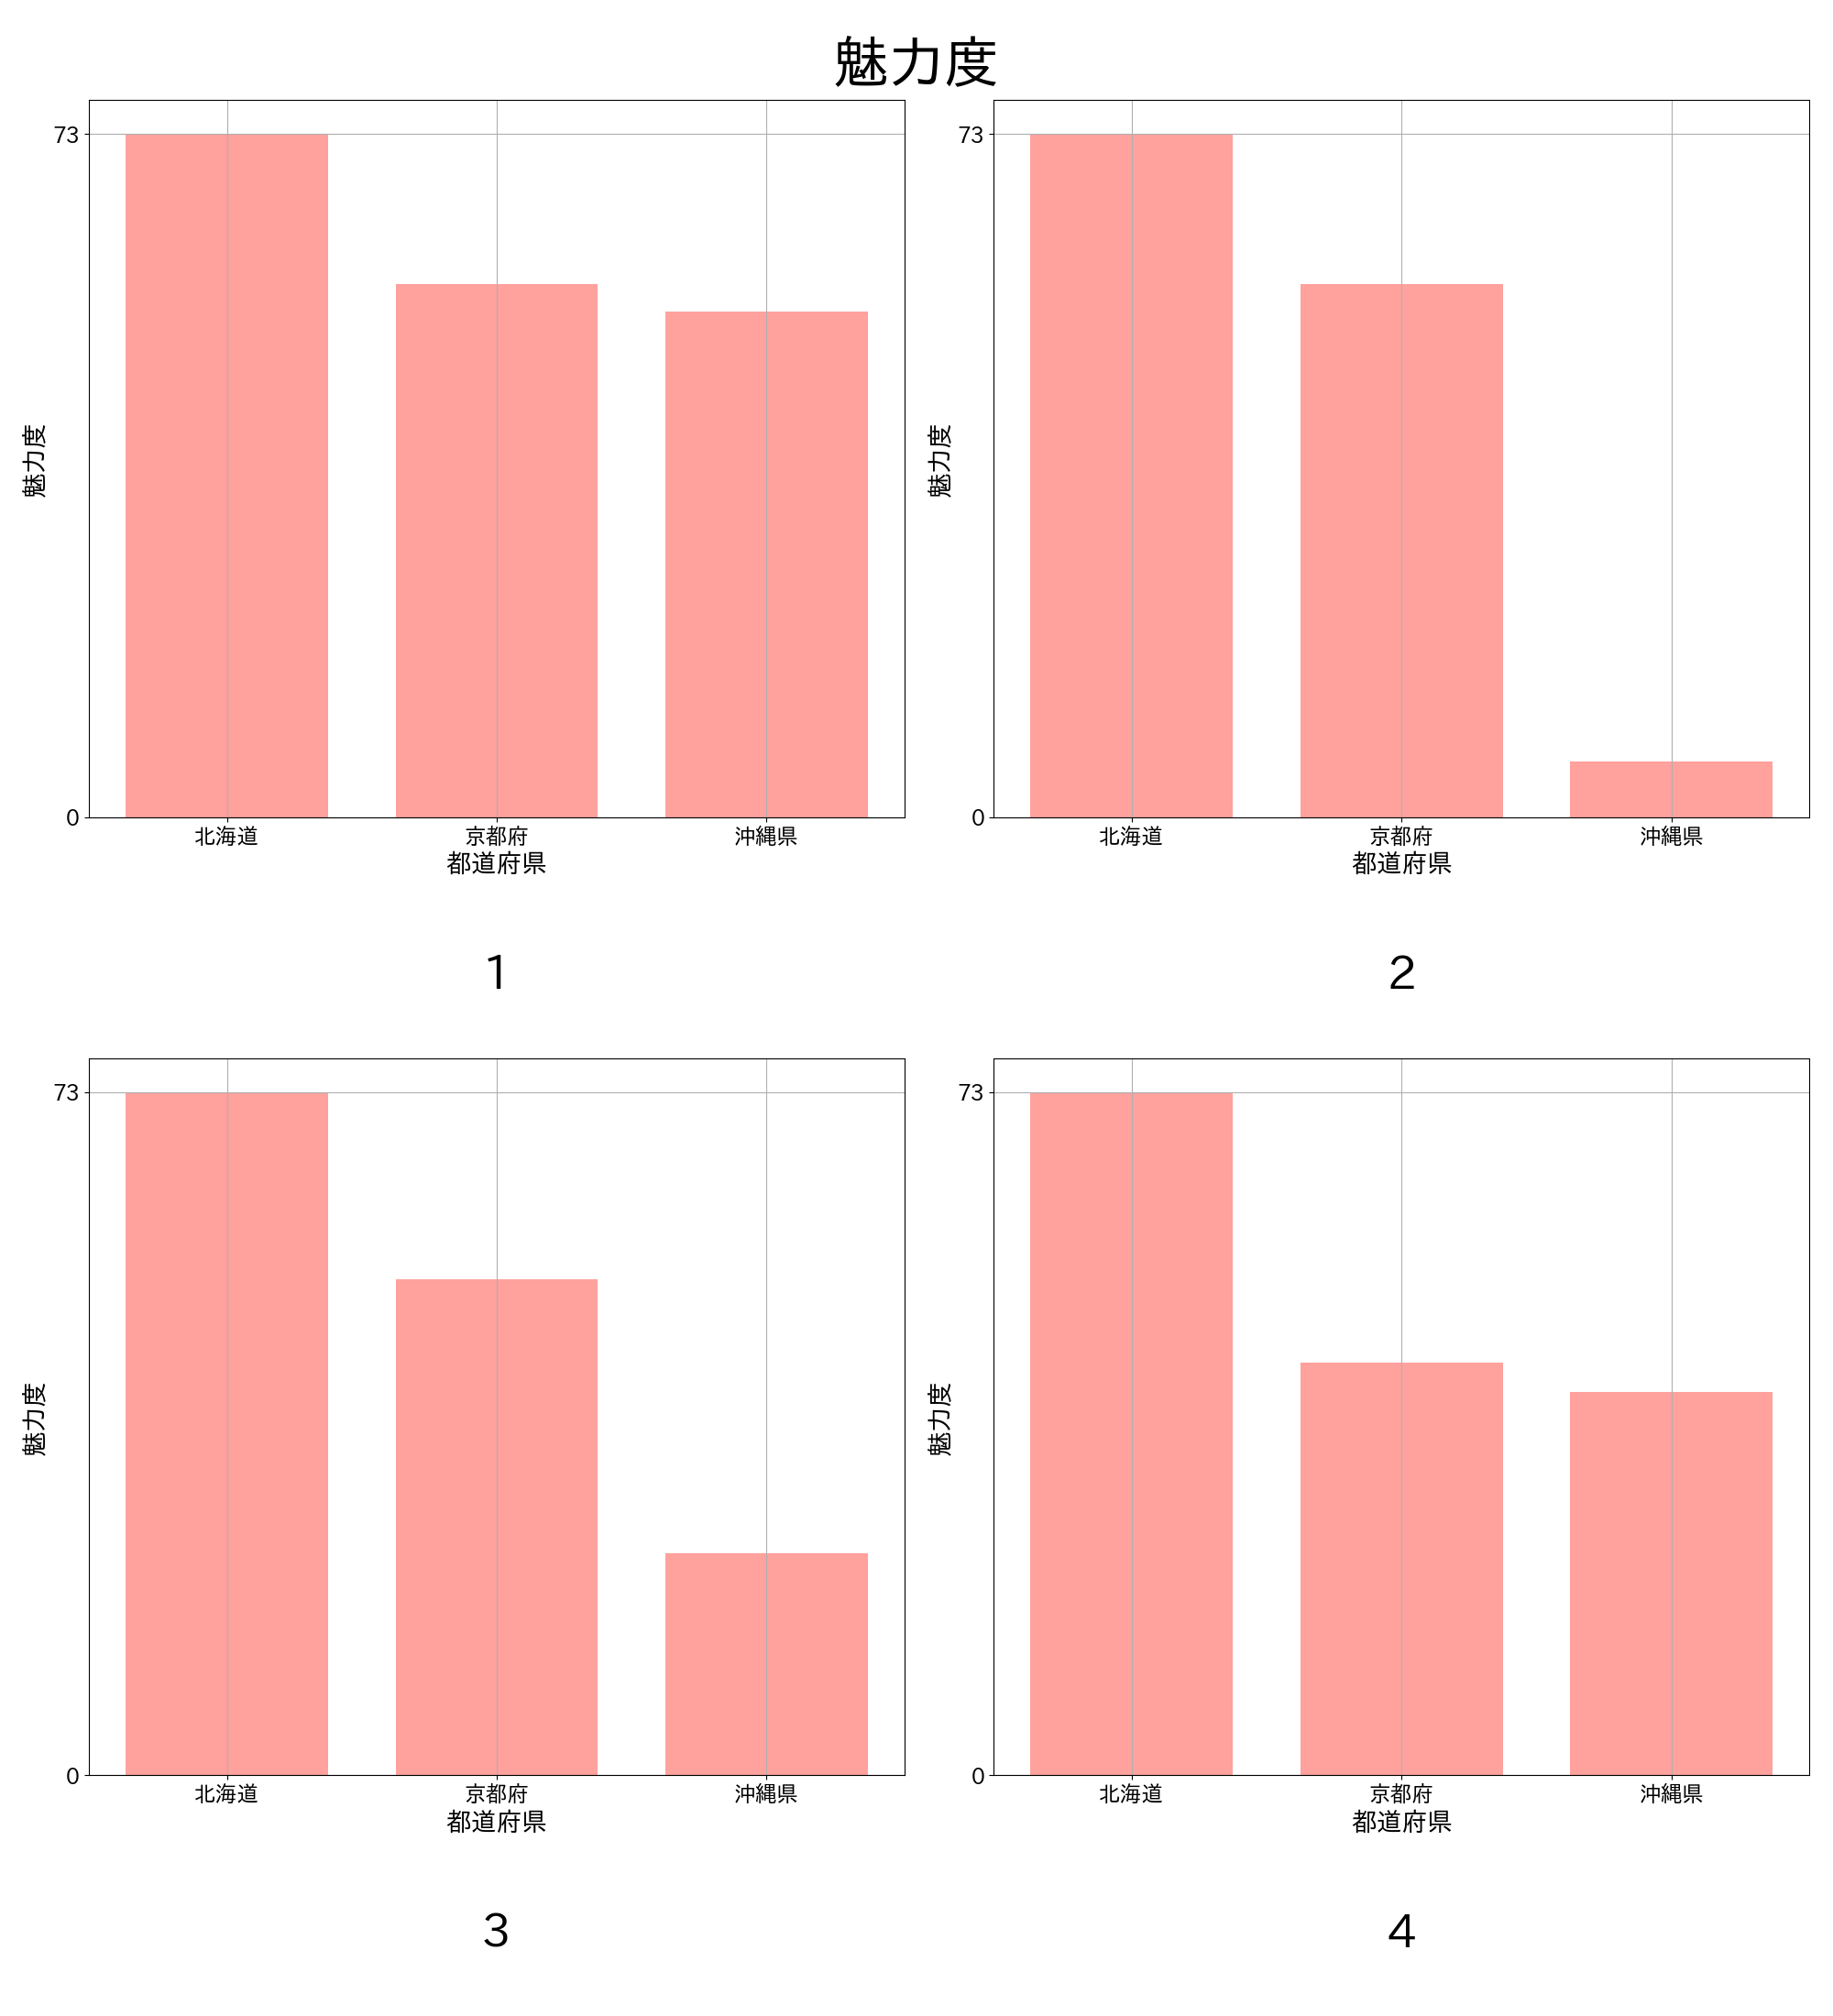 魅力度
73
0
魅力度
北海道 京都府 沖縄県
都道府県
1
73
0
魅力度
北海道 京都府 沖縄県
都道府県
2
73
0
魅力度
北海道 京都府 沖縄県
都道府県
3
73
0
魅力度
北海道 京都府 沖縄県
都道府県
4